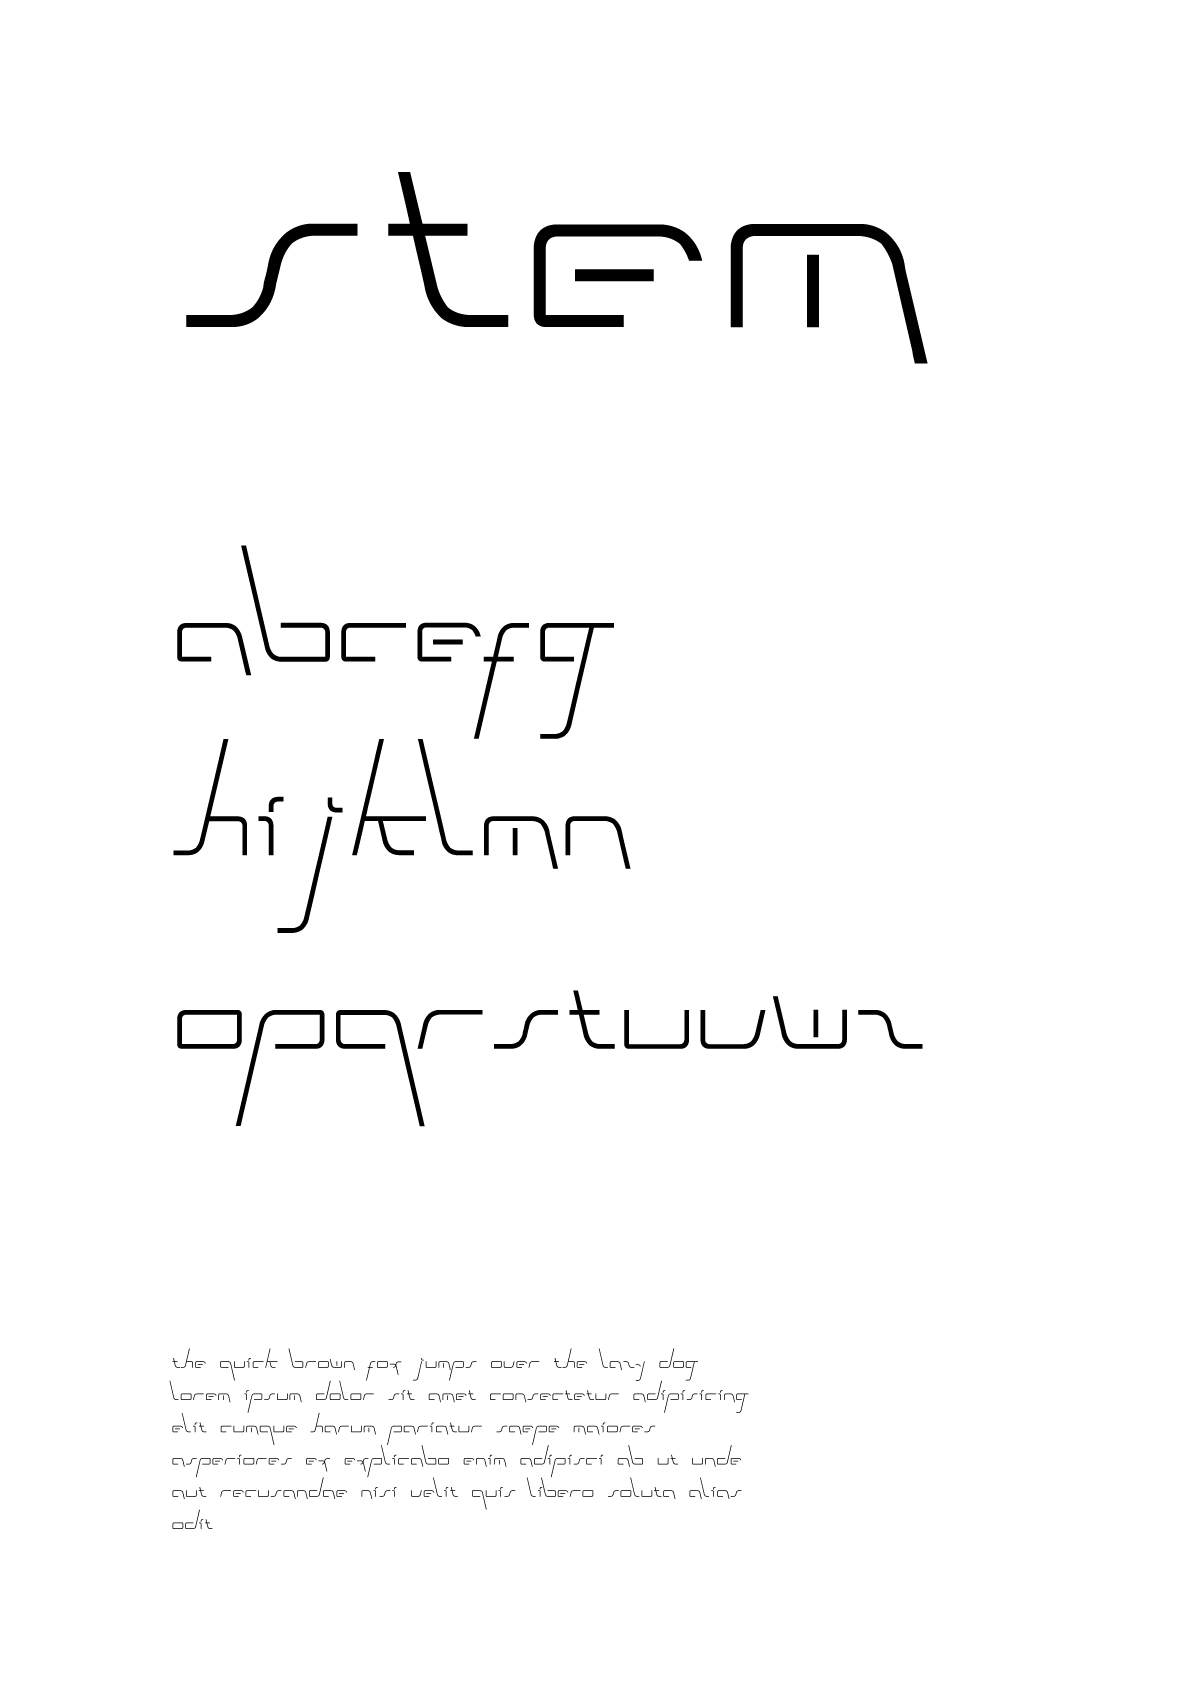 stem
abcefg
hijklmn
opqrstuvwz
the quick brown fox jumps over the lazy dog
lorem ipsum dolor sit amet consectetur adipisicing
elit cumque harum pariatur saepe maiores
asperiores ex explicabo enim adipisci ab ut unde
aut recusandae nisi velit quis libero soluta alias
odit